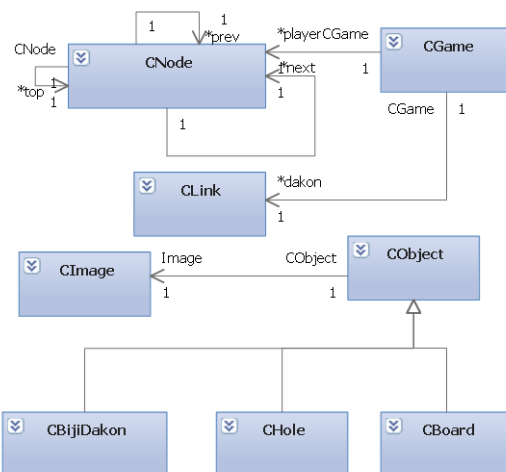 1
1
*prev
CNode
CNode
1
*top
1
1
*playerCGame
1
CGame
*next
1
1
CGame
1
*dakon
CLink
1
CImage
Image
CObject
CObject
1
1
CBijiDakon
CHole
CBoard